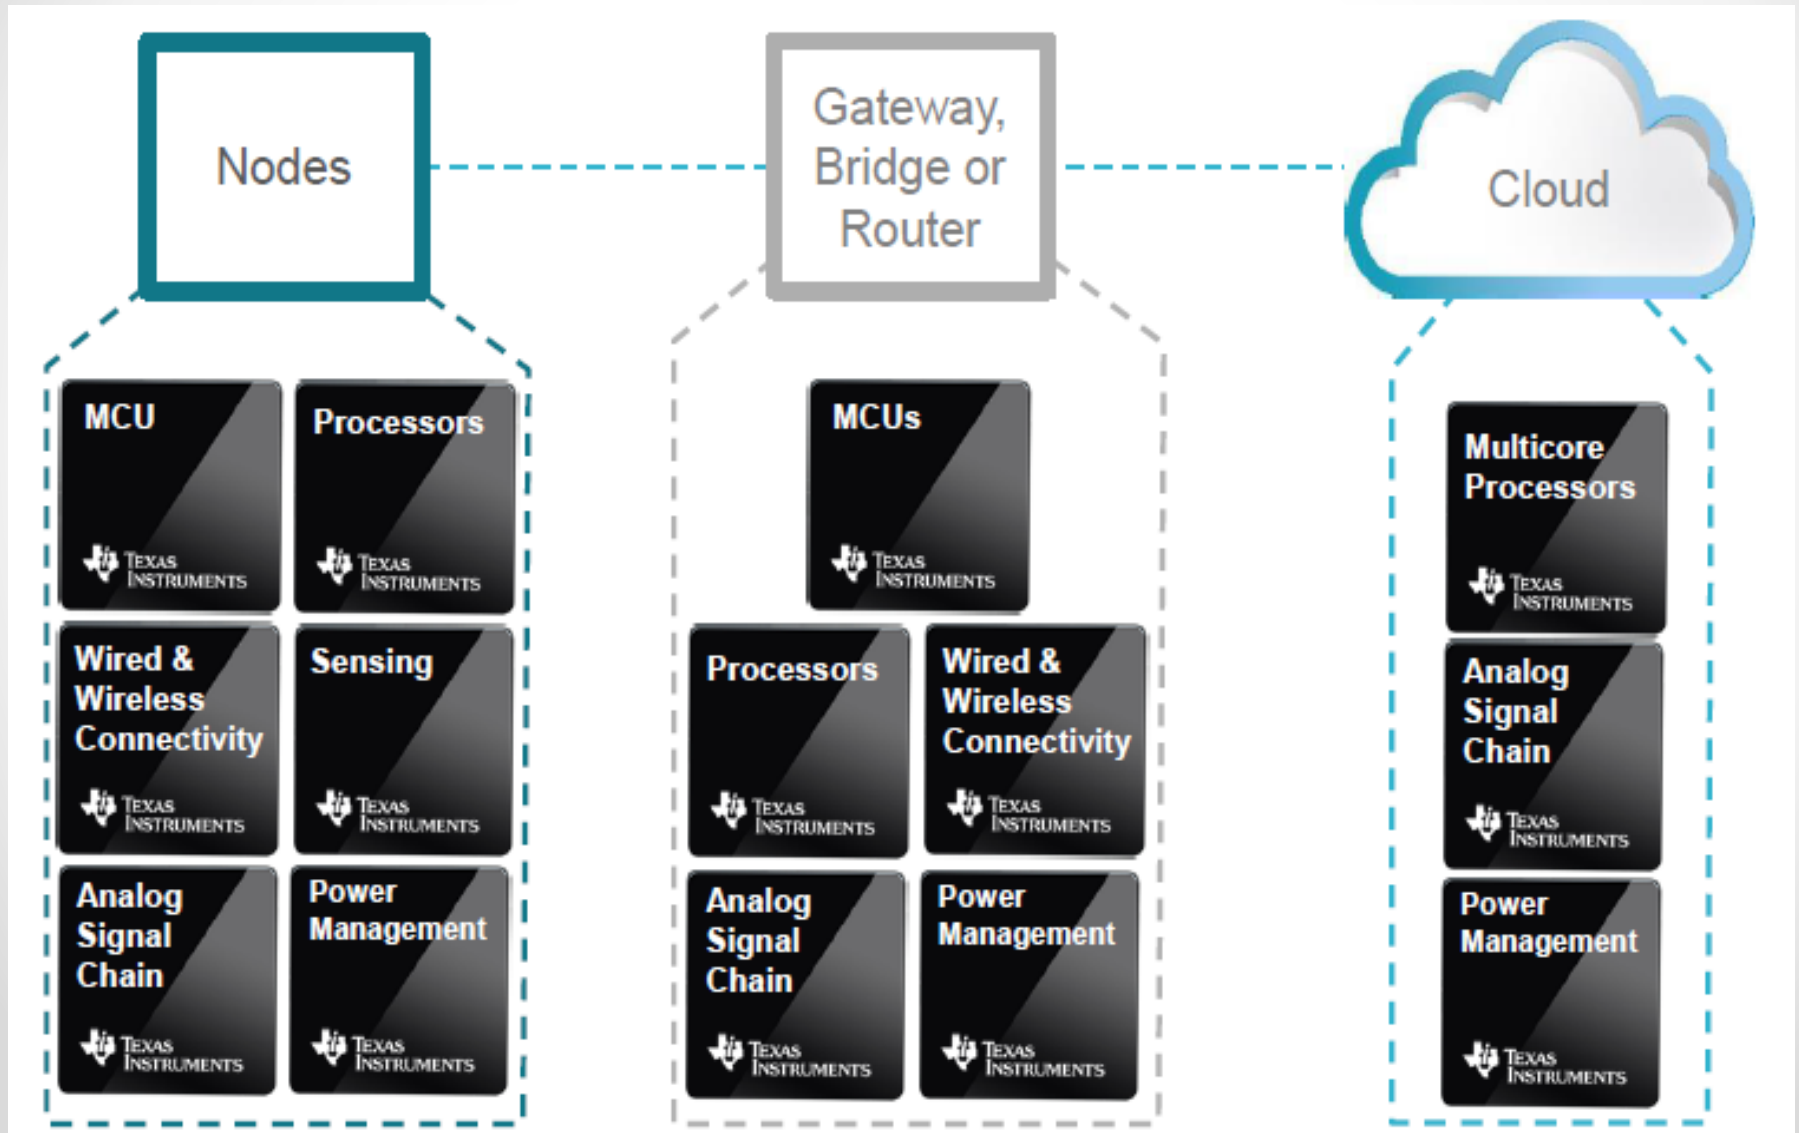 Nodes
Gateway,
Bridge or
Router
Cloud
MCU
TEXAS
INSTRUMENTS
Processors
TEXAS
INSTRUMENTS
Wired &
Wireless
Connectivity
TEXAS
INSTRUMENTS
Sensing
TEXAS
INSTRUMENTS
Analog
Signal
Chain
TEXAS
INSTRUMENTS
Power
Management
TEXAS
INSTRUMENTS
MCUs
TEXAS
INSTRUMENTS
Processors
TEXAS
INSTRUMENTS
Wired &
Wireless
Connectivity
TEXAS
INSTRUMENTS
Analog
Signal
Chain
TEXAS
INSTRUMENTS
Power
Management
TEXAS
INSTRUMENTS
Multicore
Processors
TEXAS
INSTRUMENTS
Analog
Signal
Chain
TEXAS
INSTRUMENTS
Power
Management
TEXAS
INSTRUMENTS